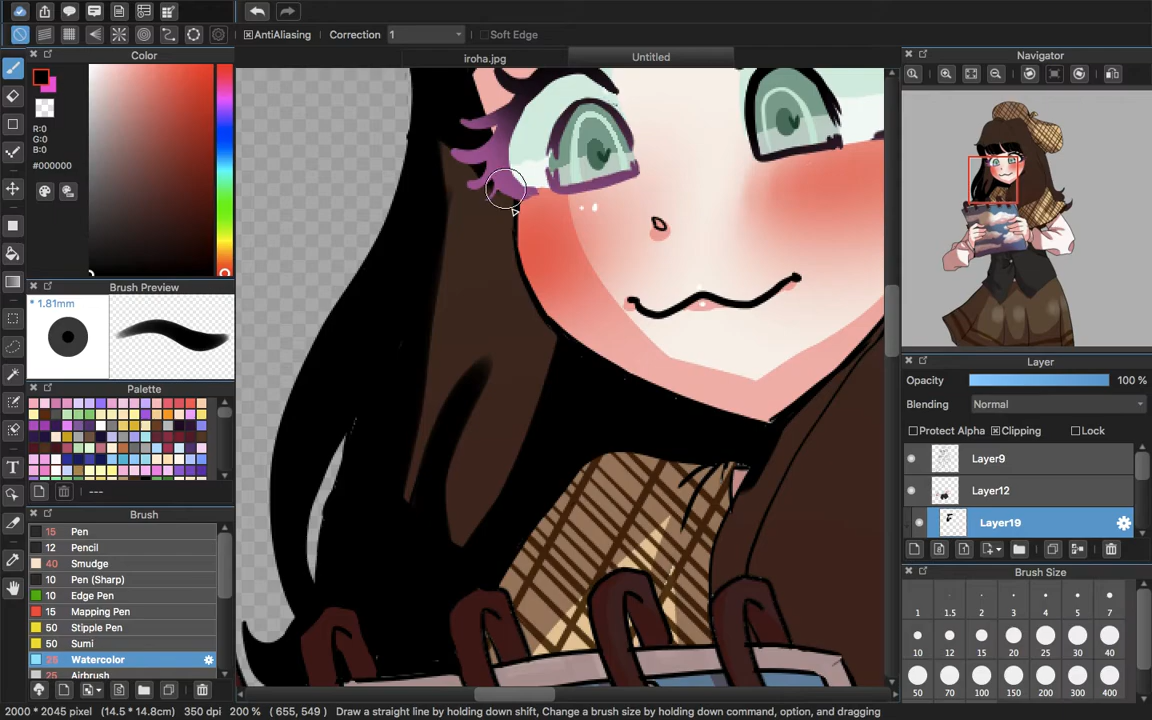 AntiAliasing
Correction 1
Soft Edge
Color
iroha.jpg
Untitled
Navigator
R:0
G:0
B:0
#000000
Brush Preview
* 1.81mm
Palette
---
Brush
15 Pen
12 Pencil
40 Smudge
10 Pen (Sharp)
10 Edge Pen
15 Mapping Pen
50 Stipple Pen
50 Sumi
25 Watercolor
25 Airbrush
Layer
Opacity 100 %
Blending Normal
Protect Alpha Clipping Lock
Layer9
Layer12
Layer19
Brush Size
1 1.5 2 3 4 5 7
10 12 15 20 25 30 40
50 70 100 150 200 300 400
2000 * 2045 pixel (14.5 * 14.8cm) 350 dpi 200 % ( 655, 549 ) Draw a straight line by holding down shift, Change a brush size by holding down command, option, and dragging